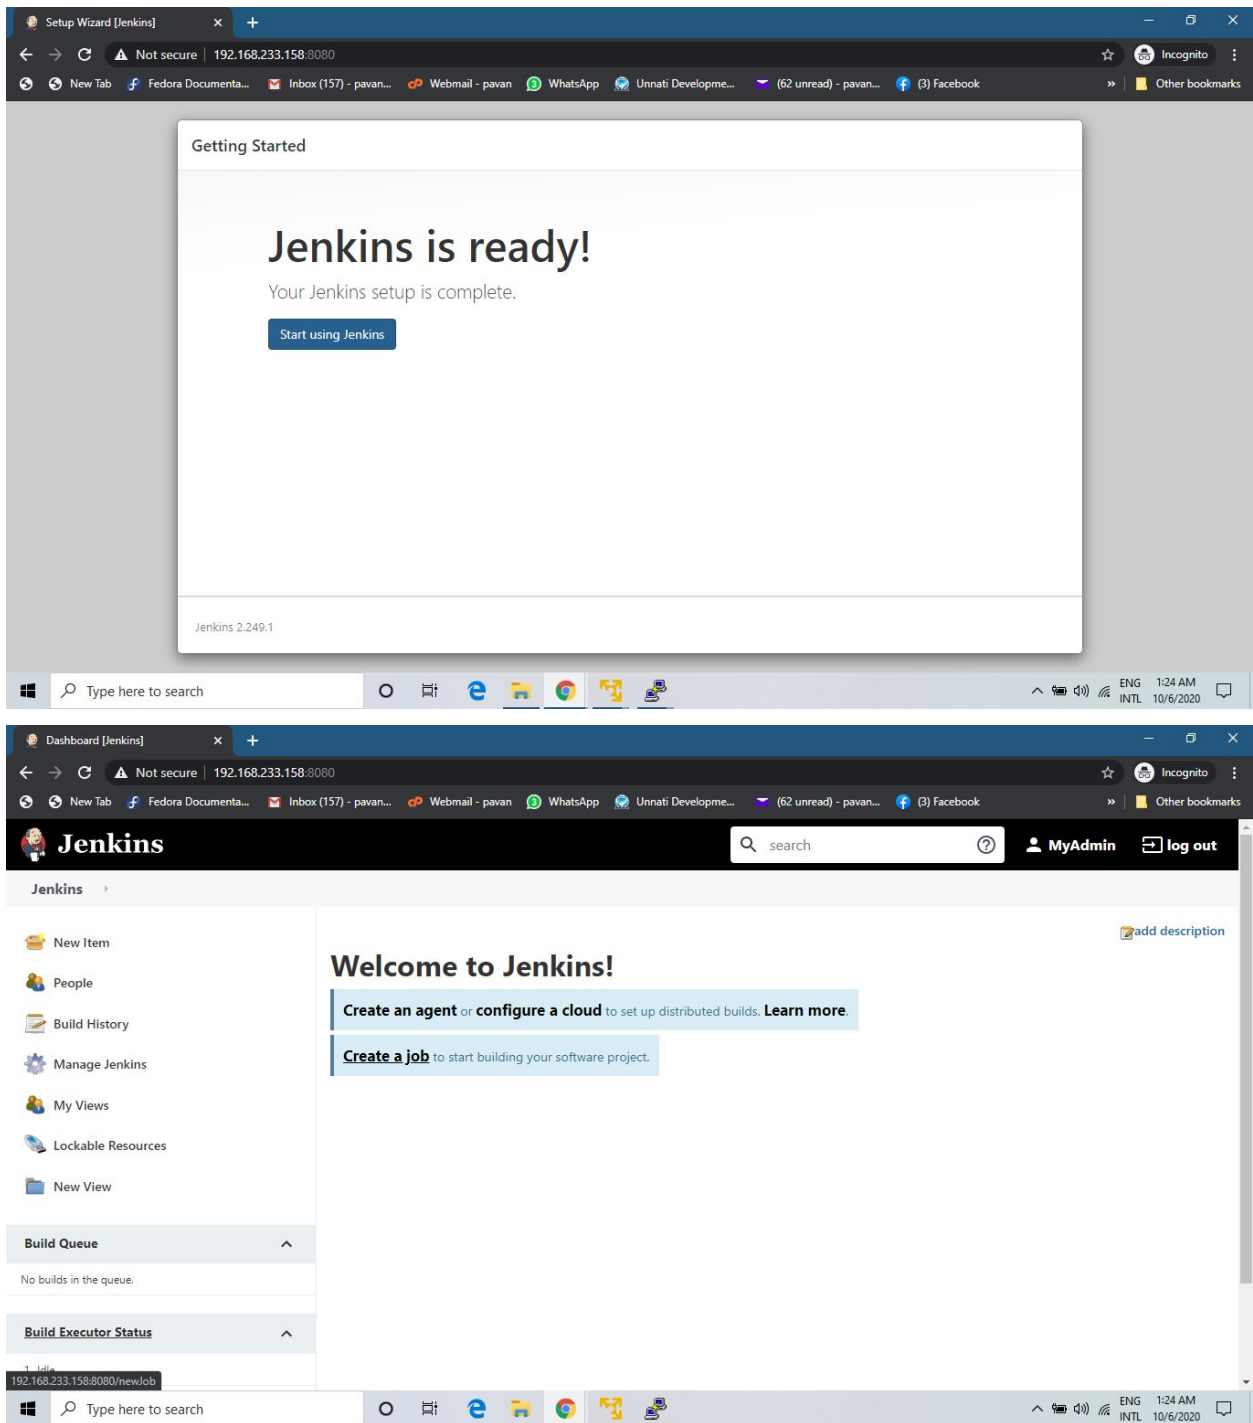 Setup Wizard [Jenkins]
Not secure | 192.168.233.158:8080
Incognito
New Tab Fedora Documenta... Inbox (157) - pavan... Webmail - pavan WhatsApp Unnati Developme... (62 unread) - pavan... (3) Facebook » Other bookmarks
Getting Started
Jenkins is ready!
Your Jenkins setup is complete.
Start using Jenkins
Jenkins 2.249.1
Type here to search
ENG 1:24 AM
INTL 10/6/2020
Dashboard [Jenkins]
Not secure | 192.168.233.158:8080
Incognito
New Tab Fedora Documenta... Inbox (157) - pavan... Webmail - pavan WhatsApp Unnati Developme... (62 unread) - pavan... (3) Facebook » Other bookmarks
Jenkins
search
MyAdmin
log out
Jenkins
add description
New Item
People
Build History
Manage Jenkins
My Views
Lockable Resources
New View
Welcome to Jenkins!
Create an agent or configure a cloud to set up distributed builds. Learn more.
Create a job to start building your software project.
Build Queue
No builds in the queue.
Build Executor Status
1 Idle
192.168.233.158:8080/newJob
Type here to search
ENG 1:24 AM
INTL 10/6/2020